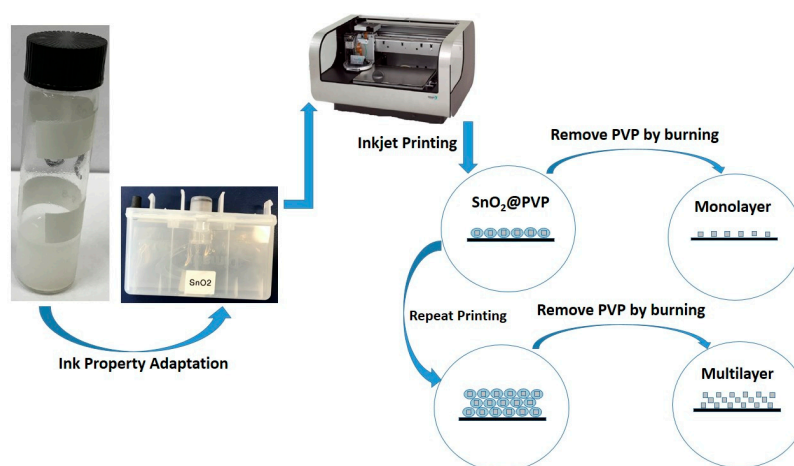 Inkjet Printing
Remove PVP by burning
SnO₂@PVP
Monolayer
SnO2
Repeat Printing
Remove PVP by burning
Ink Property Adaptation
Multilayer